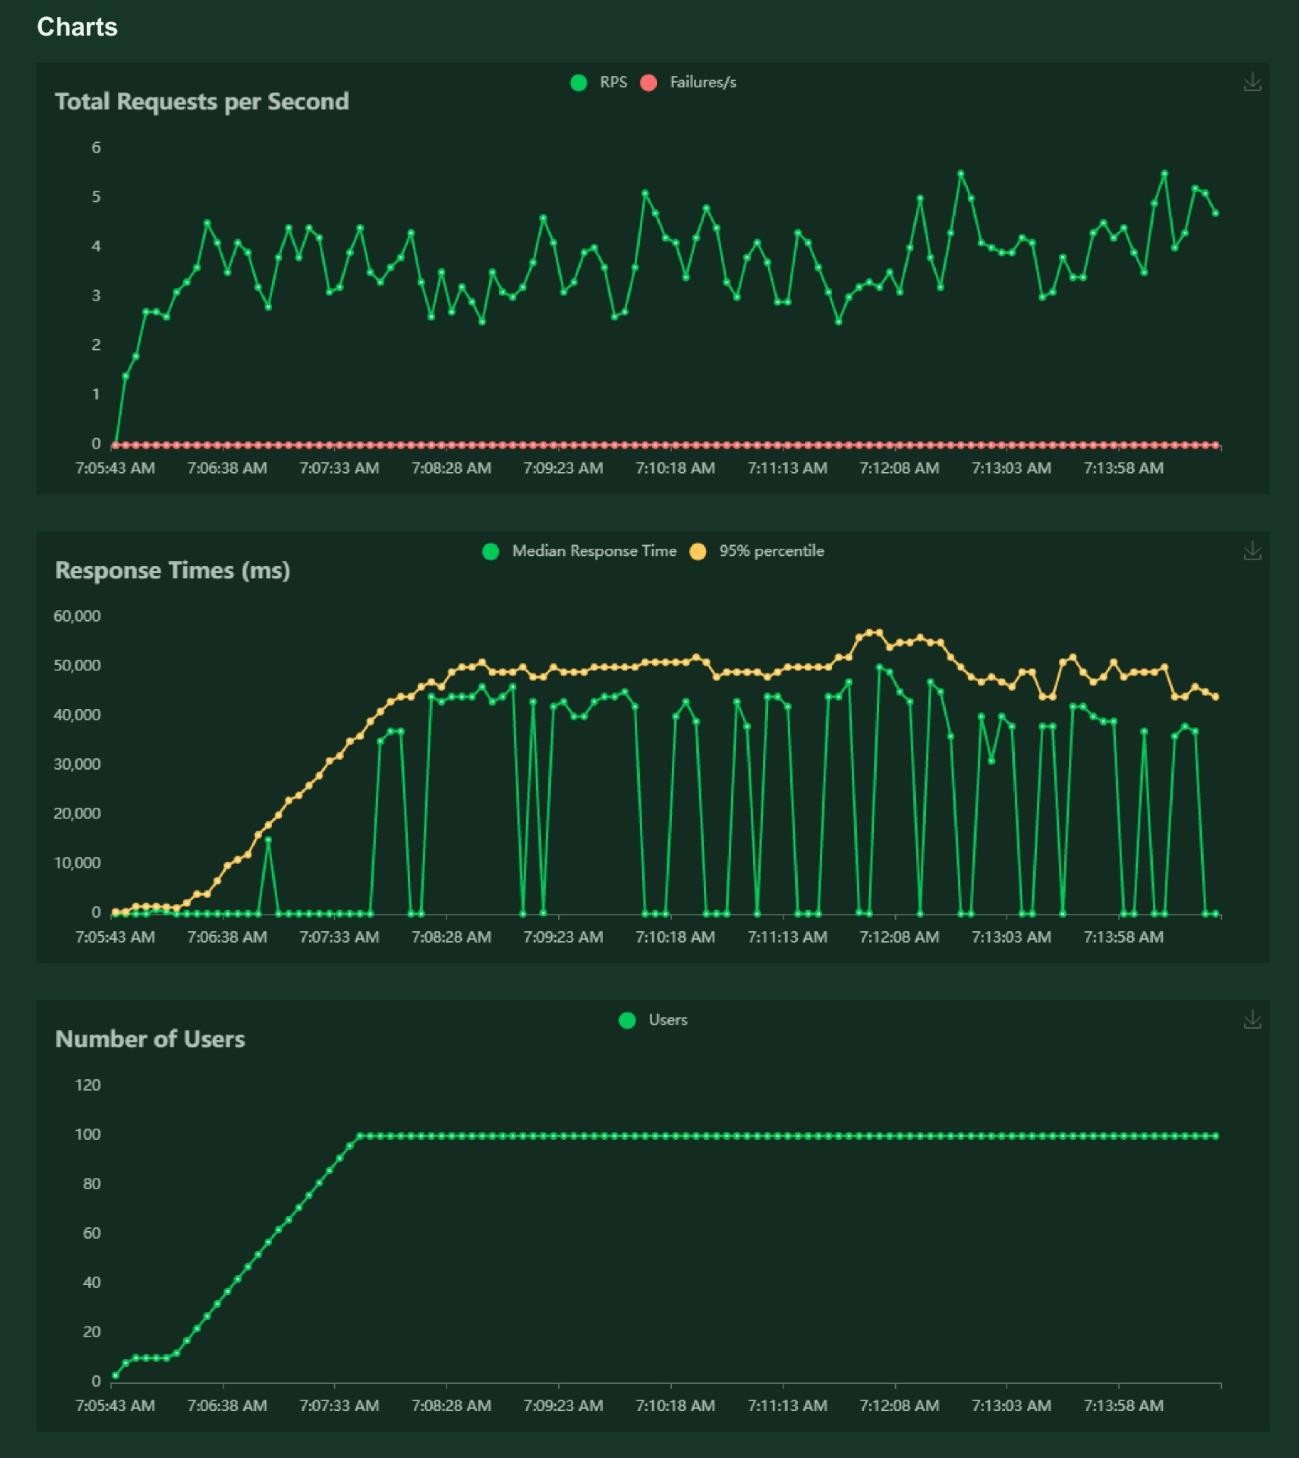 Charts
RPS Failures/s
Total Requests per Second
6
5
4
3
2
1
0
7:05:43 AM 7:06:38 AM 7:07:33 AM 7:08:28 AM 7:09:23 AM 7:10:18 AM 7:11:13 AM 7:12:08 AM 7:13:03 AM 7:13:58 AM
Median Response Time 95% percentile
Response Times (ms)
60,000
50,000
40,000
30,000
20,000
10,000
0
7:05:43 AM 7:06:38 AM 7:07:33 AM 7:08:28 AM 7:09:23 AM 7:10:18 AM 7:11:13 AM 7:12:08 AM 7:13:03 AM 7:13:58 AM
Users
Number of Users
120
100
80
60
40
20
0
7:05:43 AM 7:06:38 AM 7:07:33 AM 7:08:28 AM 7:09:23 AM 7:10:18 AM 7:11:13 AM 7:12:08 AM 7:13:03 AM 7:13:58 AM